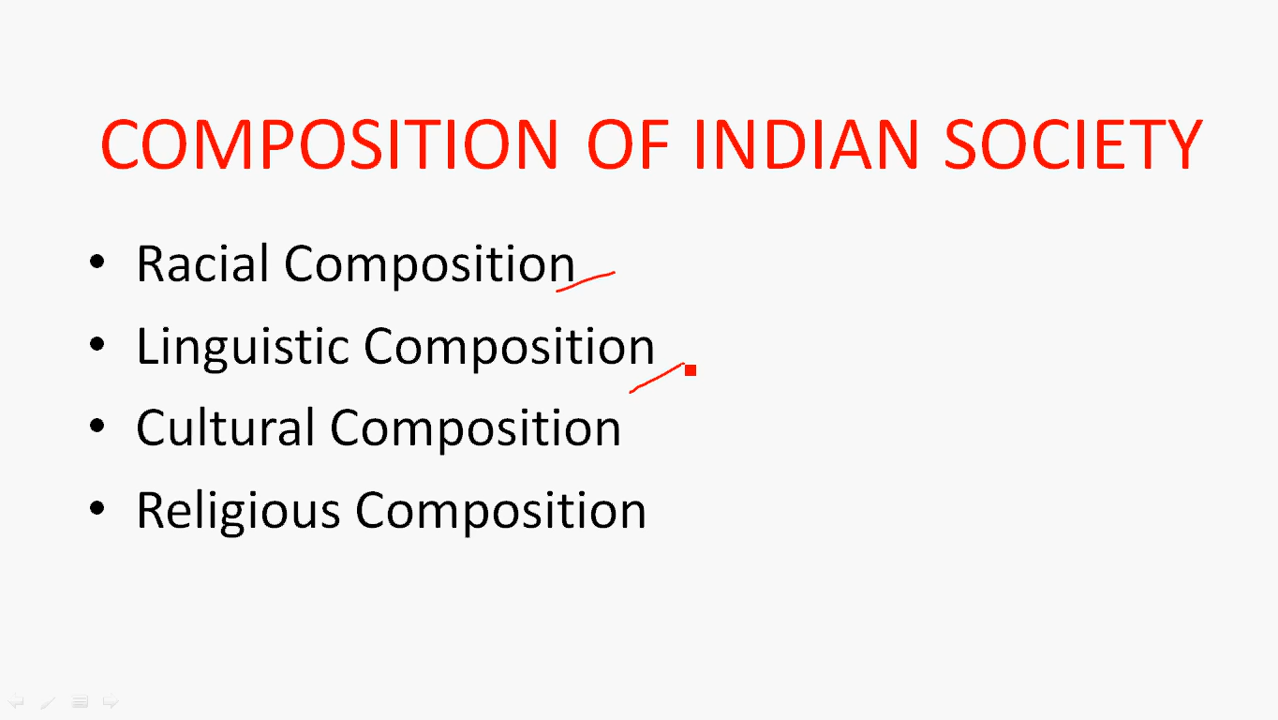 COMPOSITION OF INDIAN SOCIETY
• Racial Composition
• Linguistic Composition
• Cultural Composition
• Religious Composition